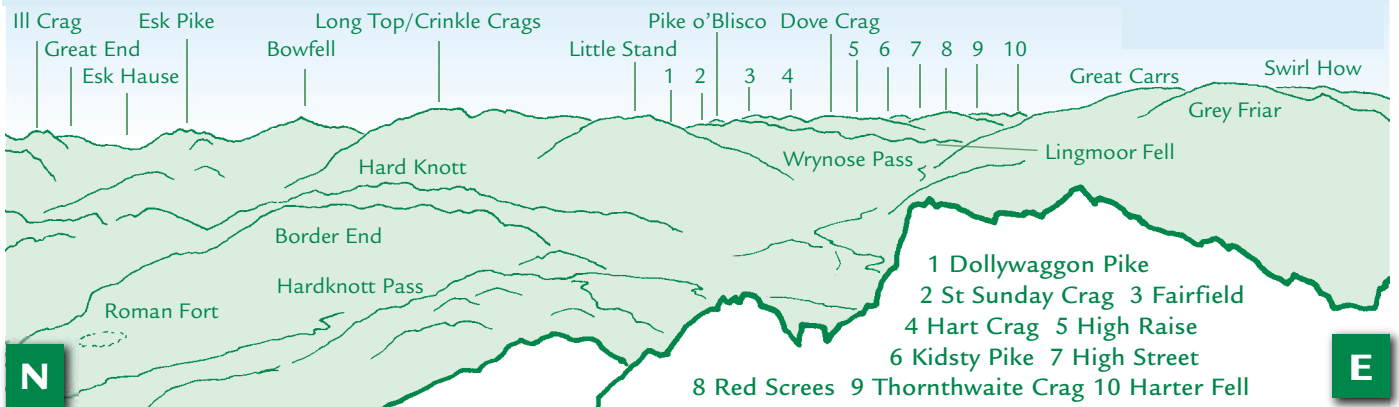 Ill Crag Esk Pike Long Top/Crinkle Crags Pike o'Blisco Dove Crag
Great End Bowfell Little Stand 5 6 7 8 9 10
Esk Hause 1 2 3 4 Great Carrs Swirl How
Grey Friar
Hard Knott Wrynose Pass Lingmoor Fell
Border End
Hardknott Pass
Roman Fort
1 Dollywaggon Pike
2 St Sunday Crag 3 Fairfield
4 Hart Crag 5 High Raise
6 Kidsty Pike 7 High Street
8 Red Screes 9 Thornthwaite Crag 10 Harter Fell
N E